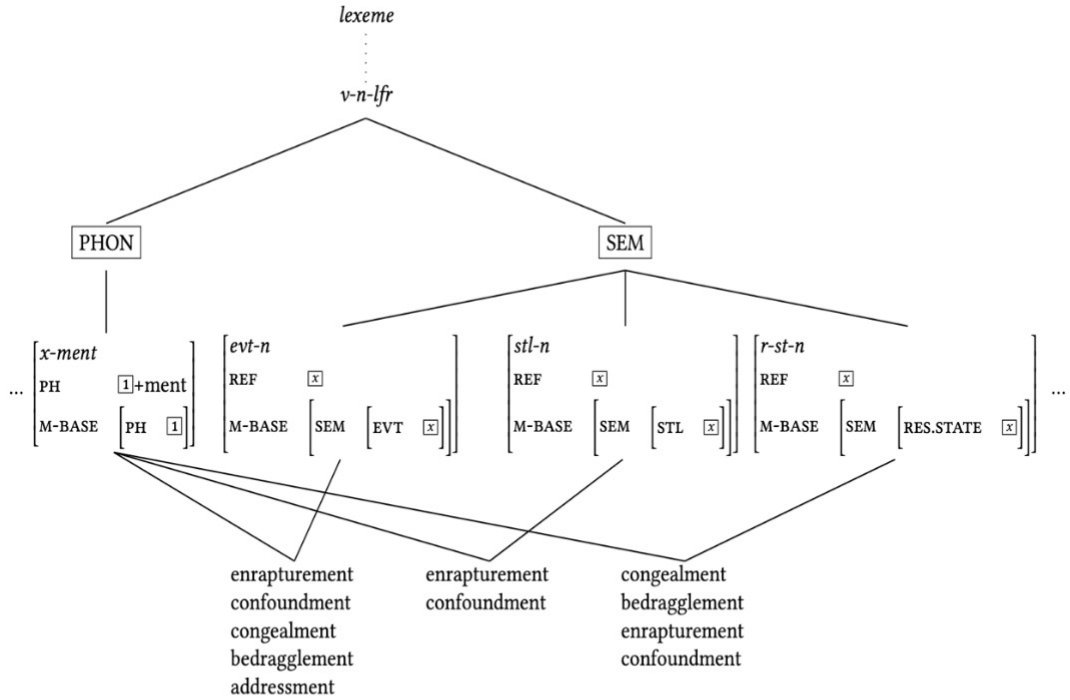 lexeme
v-n-lfr
PHON
SEM
x-ment
PH 1+ment
M-BASE [PH 1]
evt-n
REF x
M-BASE [SEM [EVT x]]
stl-n
REF x
M-BASE [SEM [STL x]]
r-st-n
REF x
M-BASE [SEM [RES.STATE x]]
...
...
enrapturement
confoundment
congealment
bedragglement
addressment
enrapturement
confoundment
congealment
bedragglement
enrapturement
confoundment